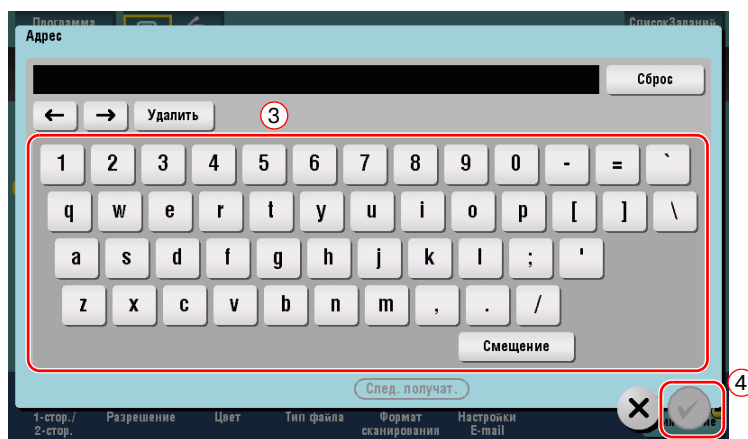 Программа
СписокЗаданий
Адрес
Сброс
← → Удалить
3
1 2 3 4 5 6 7 8 9 0 - = `
q w e r t y u i o p [ ] \
a s d f g h j k l ; '
z x c v b n m , . /
Смещение
След. получат.
4
1-стор./
2-стор.
Разрешение
Цвет
Тип файла
Формат
сканирования
Настройки
E-mail